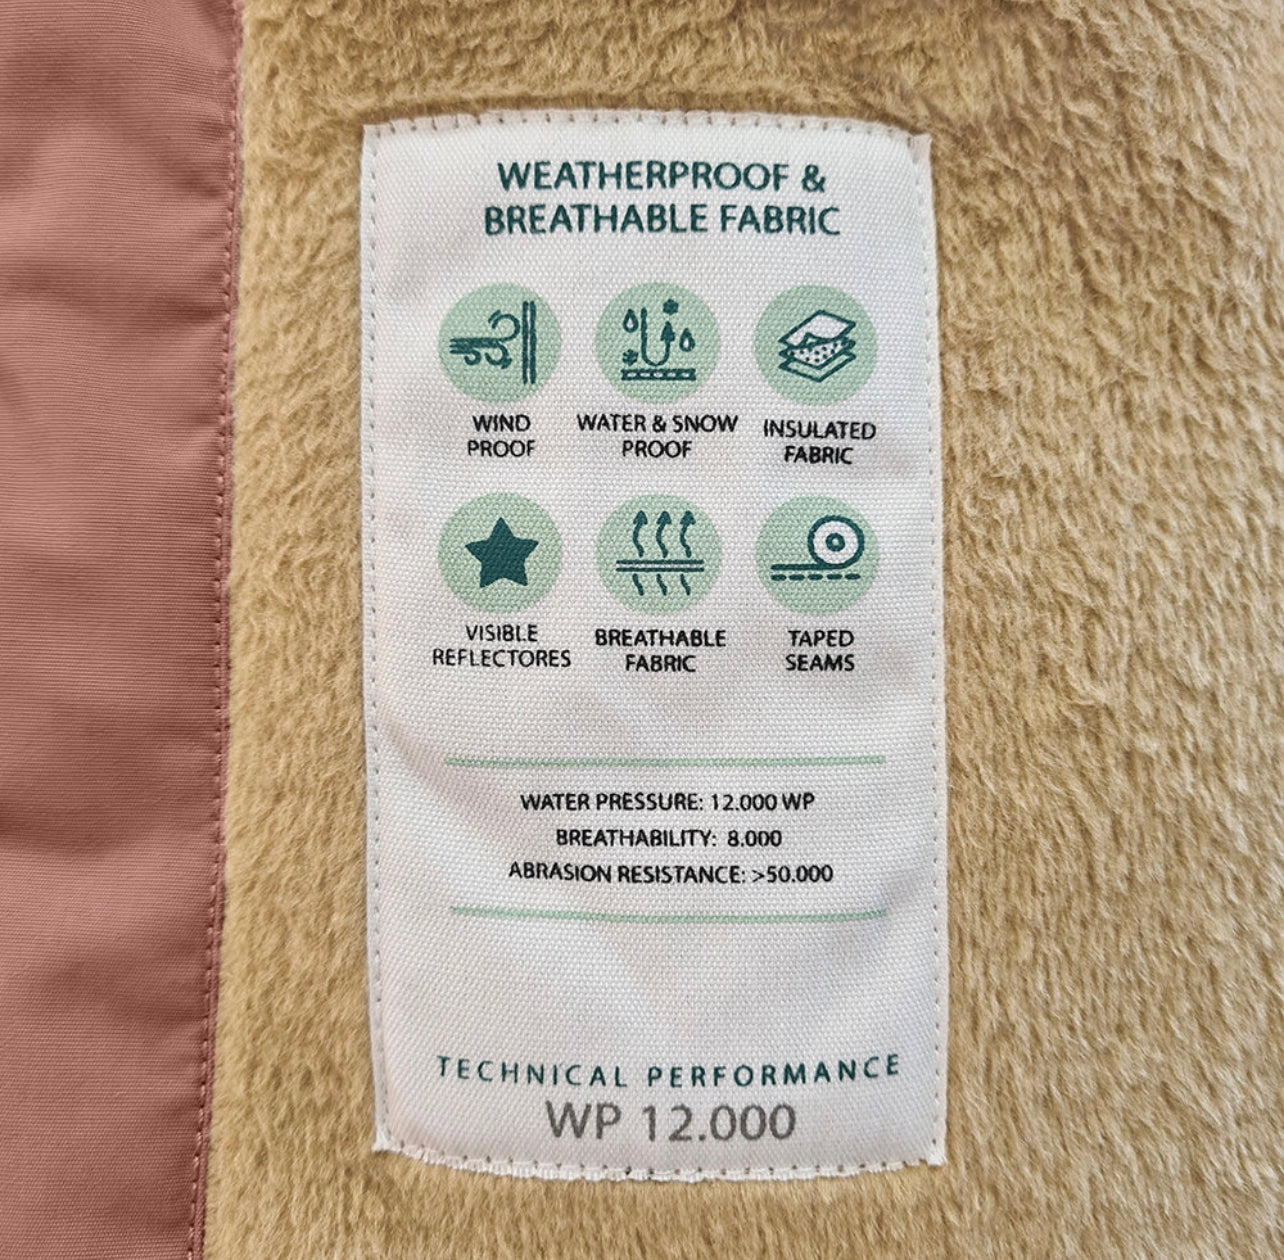 WEATHERPROOF &
BREATHABLE FABRIC
WIND
PROOF
WATER & SNOW
PROOF
INSULATED
FABRIC
VISIBLE
REFLECTORES
BREATHABLE
FABRIC
TAPED
SEAMS
WATER PRESSURE: 12.000 WP
BREATHABILITY: 8.000
ABRASION RESISTANCE: >50.000
TECHNICAL PERFORMANCE
WP 12.000